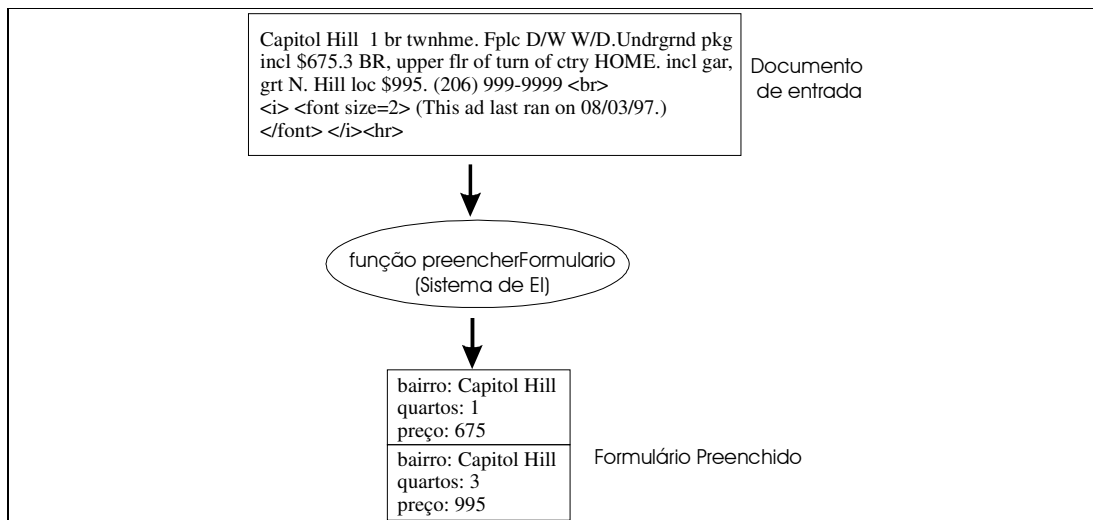 Capitol Hill 1 br twnhme. Fplc D/W W/D.Undrgrnd pkg
incl $675.3 BR, upper flr of turn of ctry HOME. incl gar,
grt N. Hill loc $995. (206) 999-9999 <br>
<i> <font size=2> (This ad last ran on 08/03/97.)
</font> </i><hr>
Documento
de entrada
função preencherFormulario
(Sistema de EI)
bairro: Capitol Hill
quartos: 1
preço: 675
bairro: Capitol Hill
quartos: 3
preço: 995
Formulário Preenchido